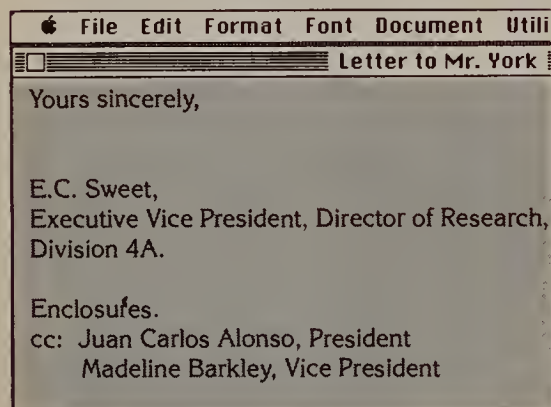 File Edit Format Font Document Utili
Letter to Mr. York
Yours sincerely,
E.C. Sweet,
Executive Vice President, Director of Research,
Division 4A.
Enclosures.
cc: Juan Carlos Alonso, President
Madeline Barkley, Vice President